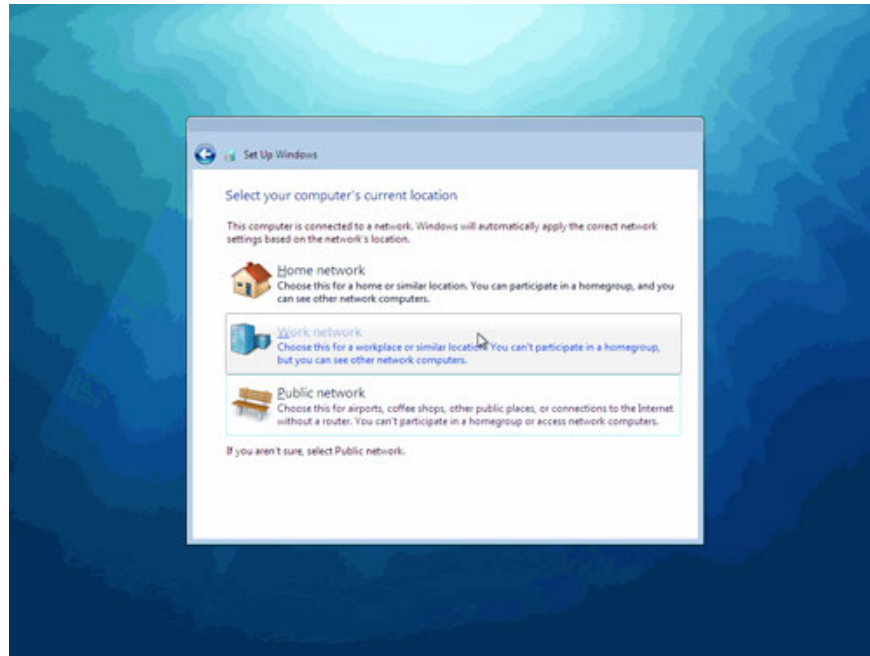 Set Up Windows
Select your computer's current location
This computer is connected to a network. Windows will automatically apply the correct network
settings based on the network's location.
Home network
Choose this for a home or similar location. You can participate in a homegroup, and you
can see other network computers.
Work network
Choose this for a workplace or similar location. You can't participate in a homegroup,
but you can see other network computers.
Public network
Choose this for airports, coffee shops, other public places, or connections to the Internet
without a router. You can't participate in a homegroup or access network computers.
If you aren't sure, select Public network.